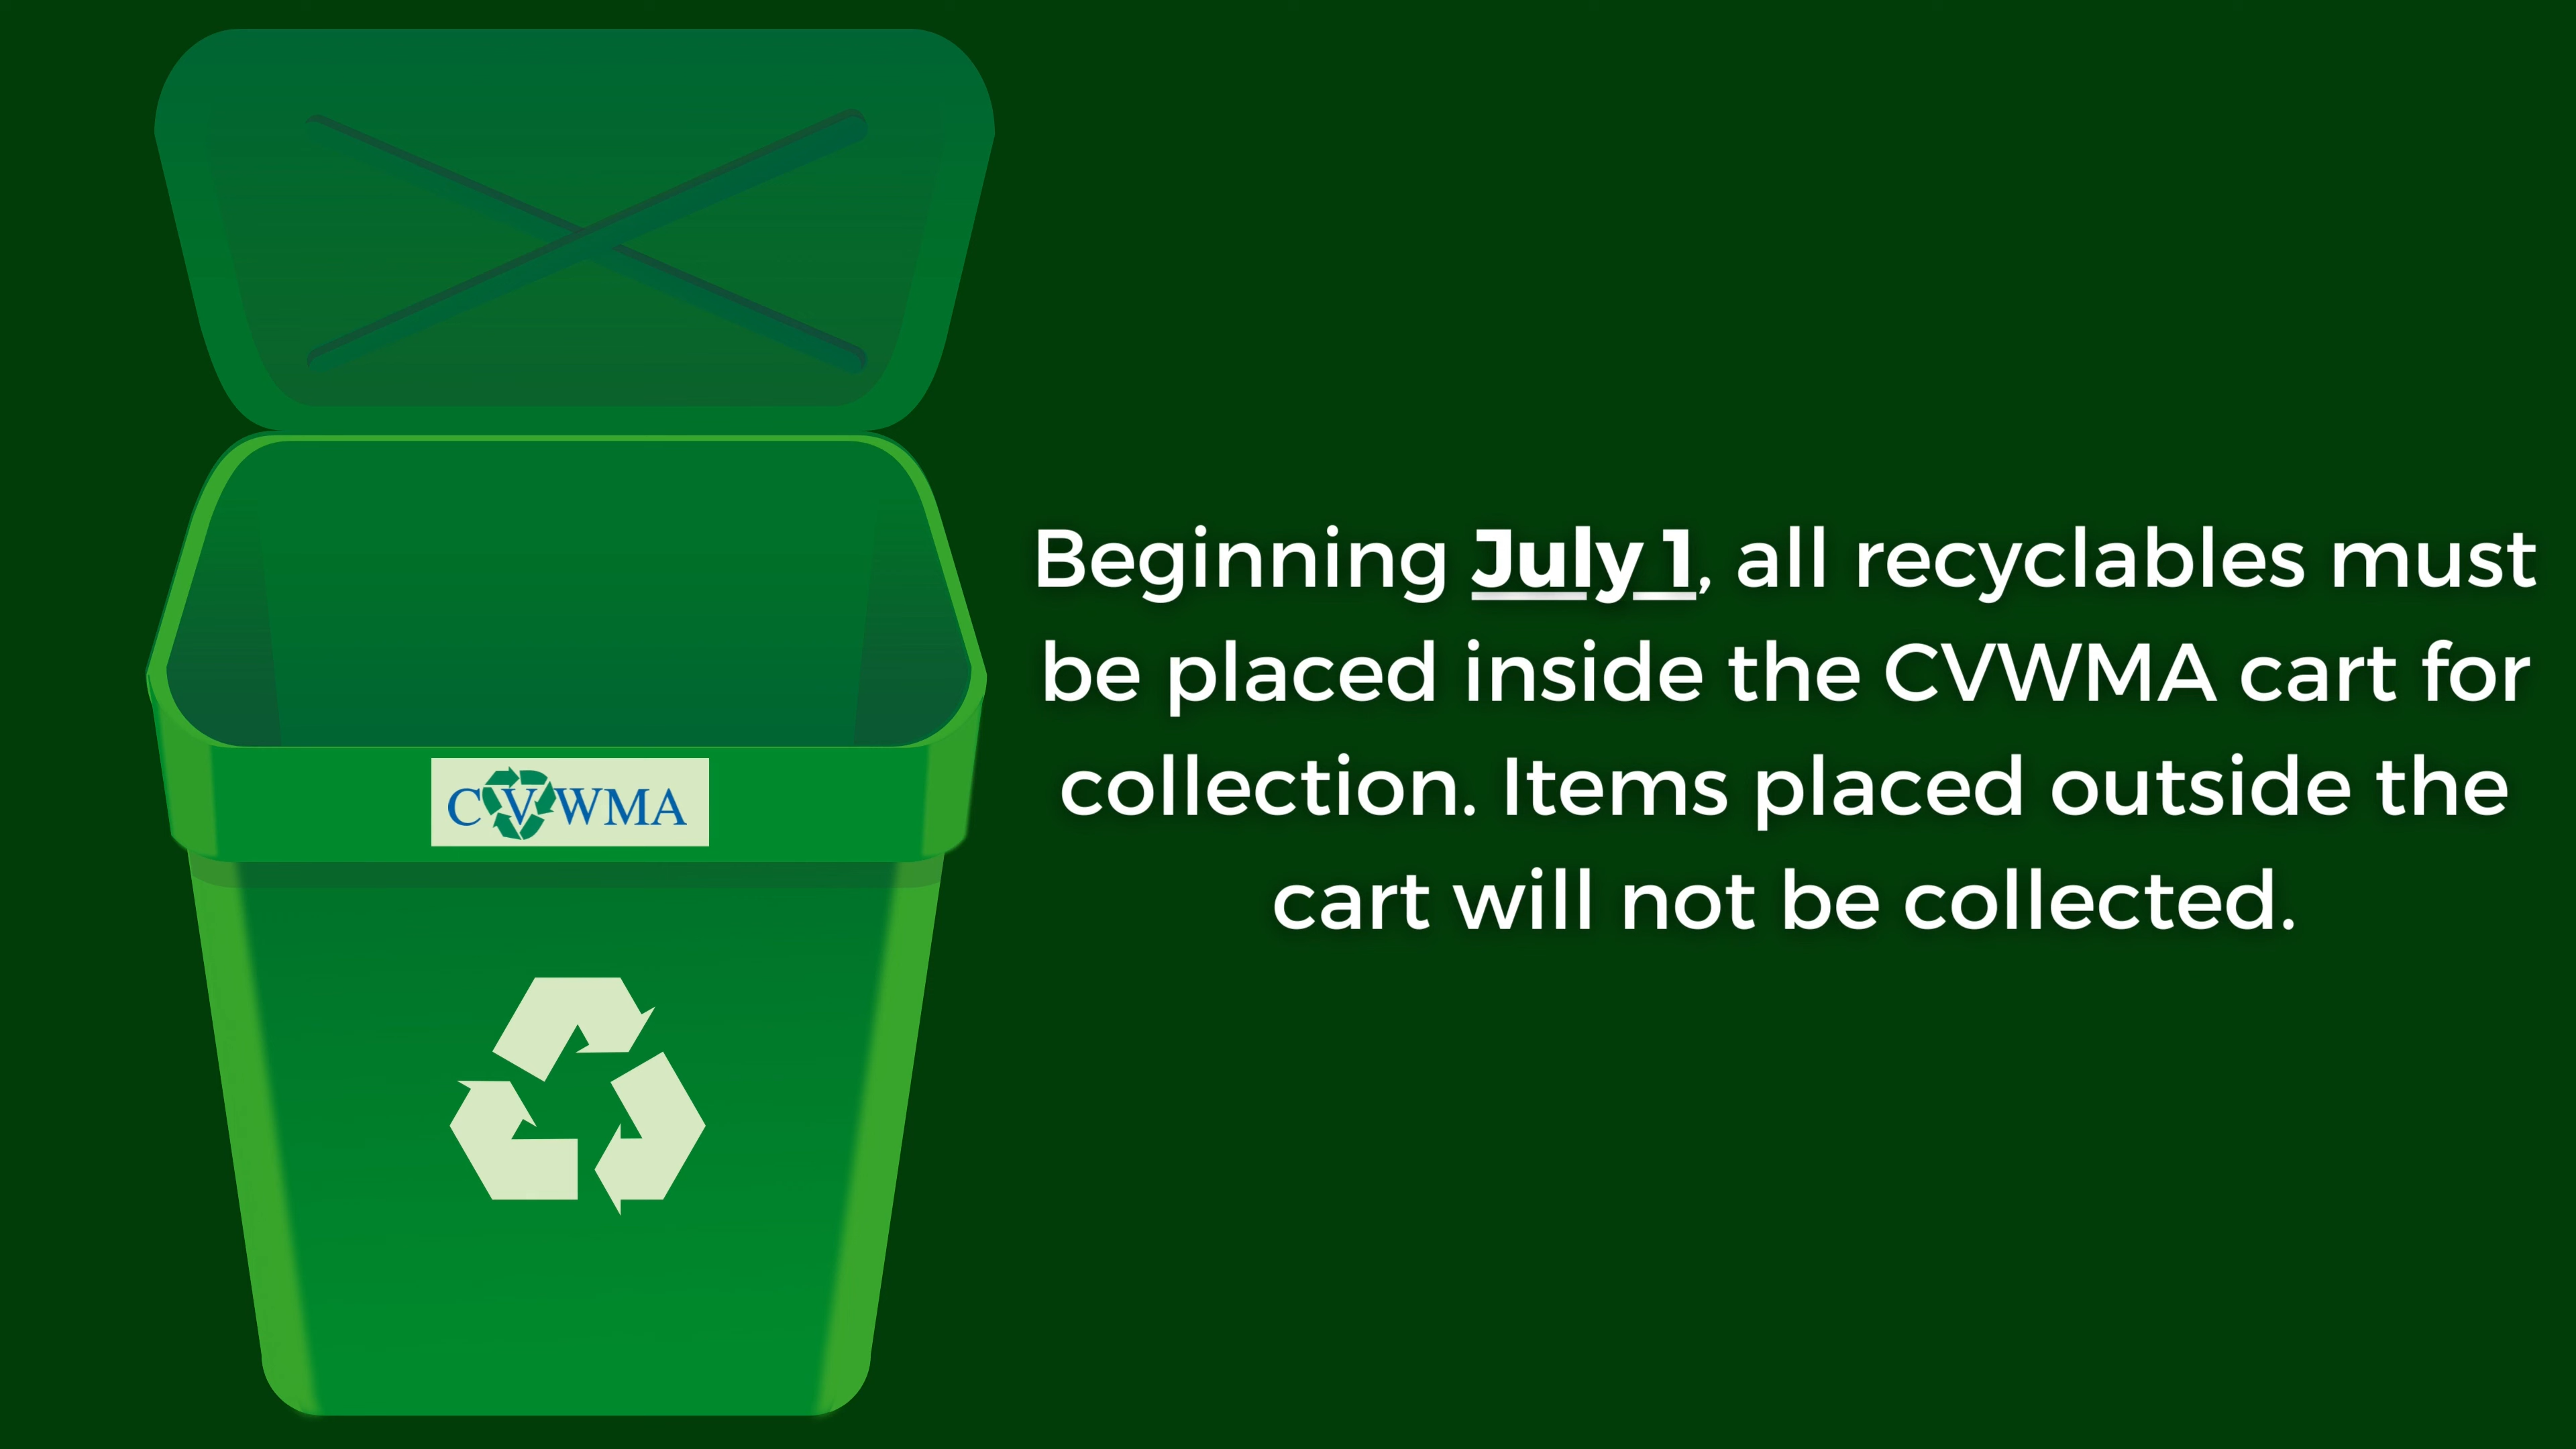 Beginning July 1, all recyclables must
be placed inside the CVWMA cart for
collection. Items placed outside the
cart will not be collected.
CVWMA